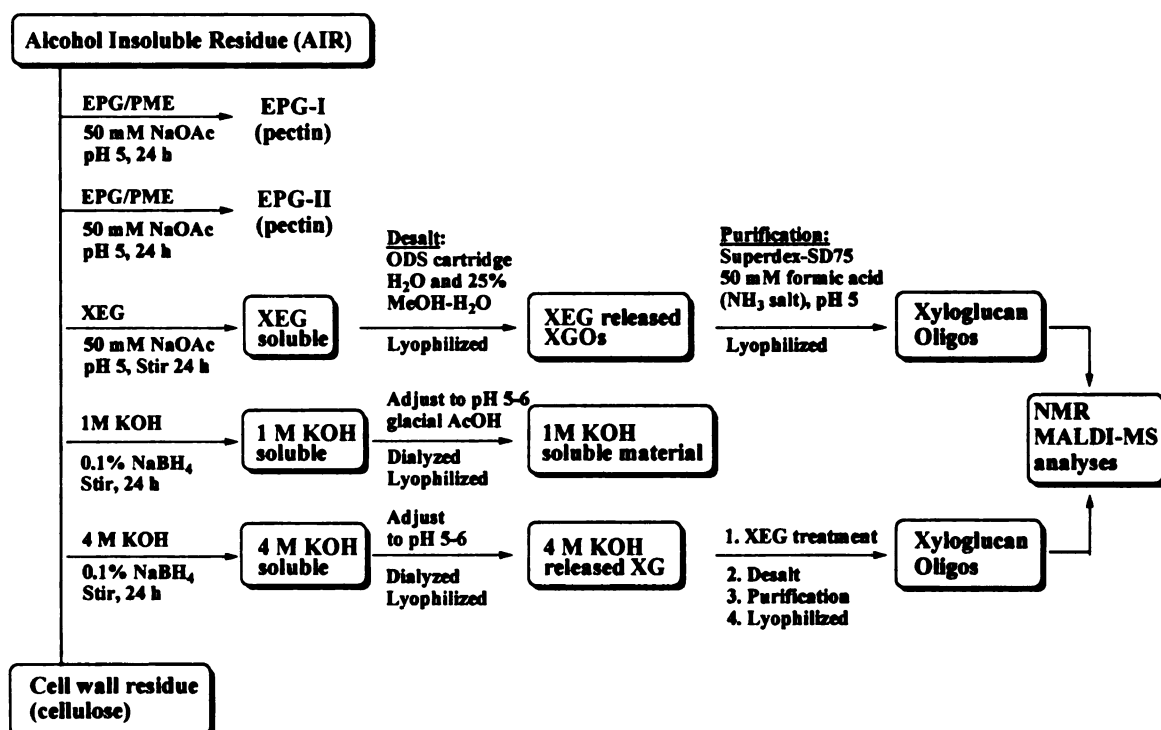 Alcohol Insoluble Residue (AIR)
EPG/PME
50 mM NaOAc
pH 5, 24 h
EPG-I
(pectin)
EPG/PME
50 mM NaOAc
pH 5, 24 h
EPG-II
(pectin)
XEG
50 mM NaOAc
pH 5, Stir 24 h
XEG
soluble
Desalt:
ODS cartridge
H₂O and 25%
MeOH-H₂O
Lyophilized
XEG released
XGOs
Purification:
Superdex-SD75
50 mM formic acid
(NH₃ salt), pH 5
Lyophilized
Xyloglucan
Oligos
1M KOH
0.1% NaBH₄
Stir, 24 h
1 M KOH
soluble
Adjust to pH 5-6
glacial AcOH
Dialyzed
Lyophilized
1M KOH
soluble material
NMR
MALDI-MS
analyses
4 M KOH
0.1% NaBH₄
Stir, 24 h
4 M KOH
soluble
Adjust
to pH 5-6
Dialyzed
Lyophilized
4 M KOH
released XG
1. XEG treatment
2. Desalt
3. Purification
4. Lyophilized
Xyloglucan
Oligos
Cell wall residue
(cellulose)